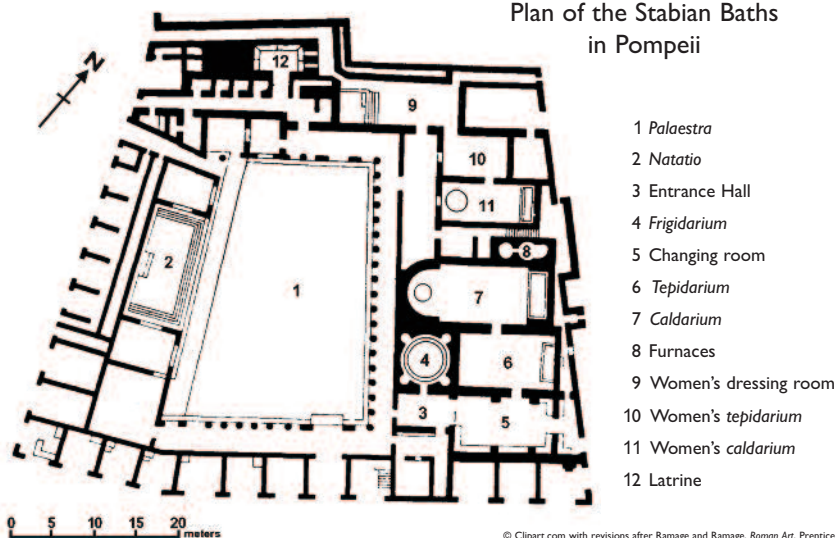 Plan of the Stabian Baths
in Pompeii
N
12
9
10
11
8
2
1
7
4
6
3
5
1 Palaestra
2 Natatio
3 Entrance Hall
4 Frigidarium
5 Changing room
6 Tepidarium
7 Caldarium
8 Furnaces
9 Women's dressing room
10 Women's tepidarium
11 Women's caldarium
12 Latrine
0 5 10 15 20
meters
© Clipart.com with revisions after Ramage and Ramage, Roman Art, Prentice